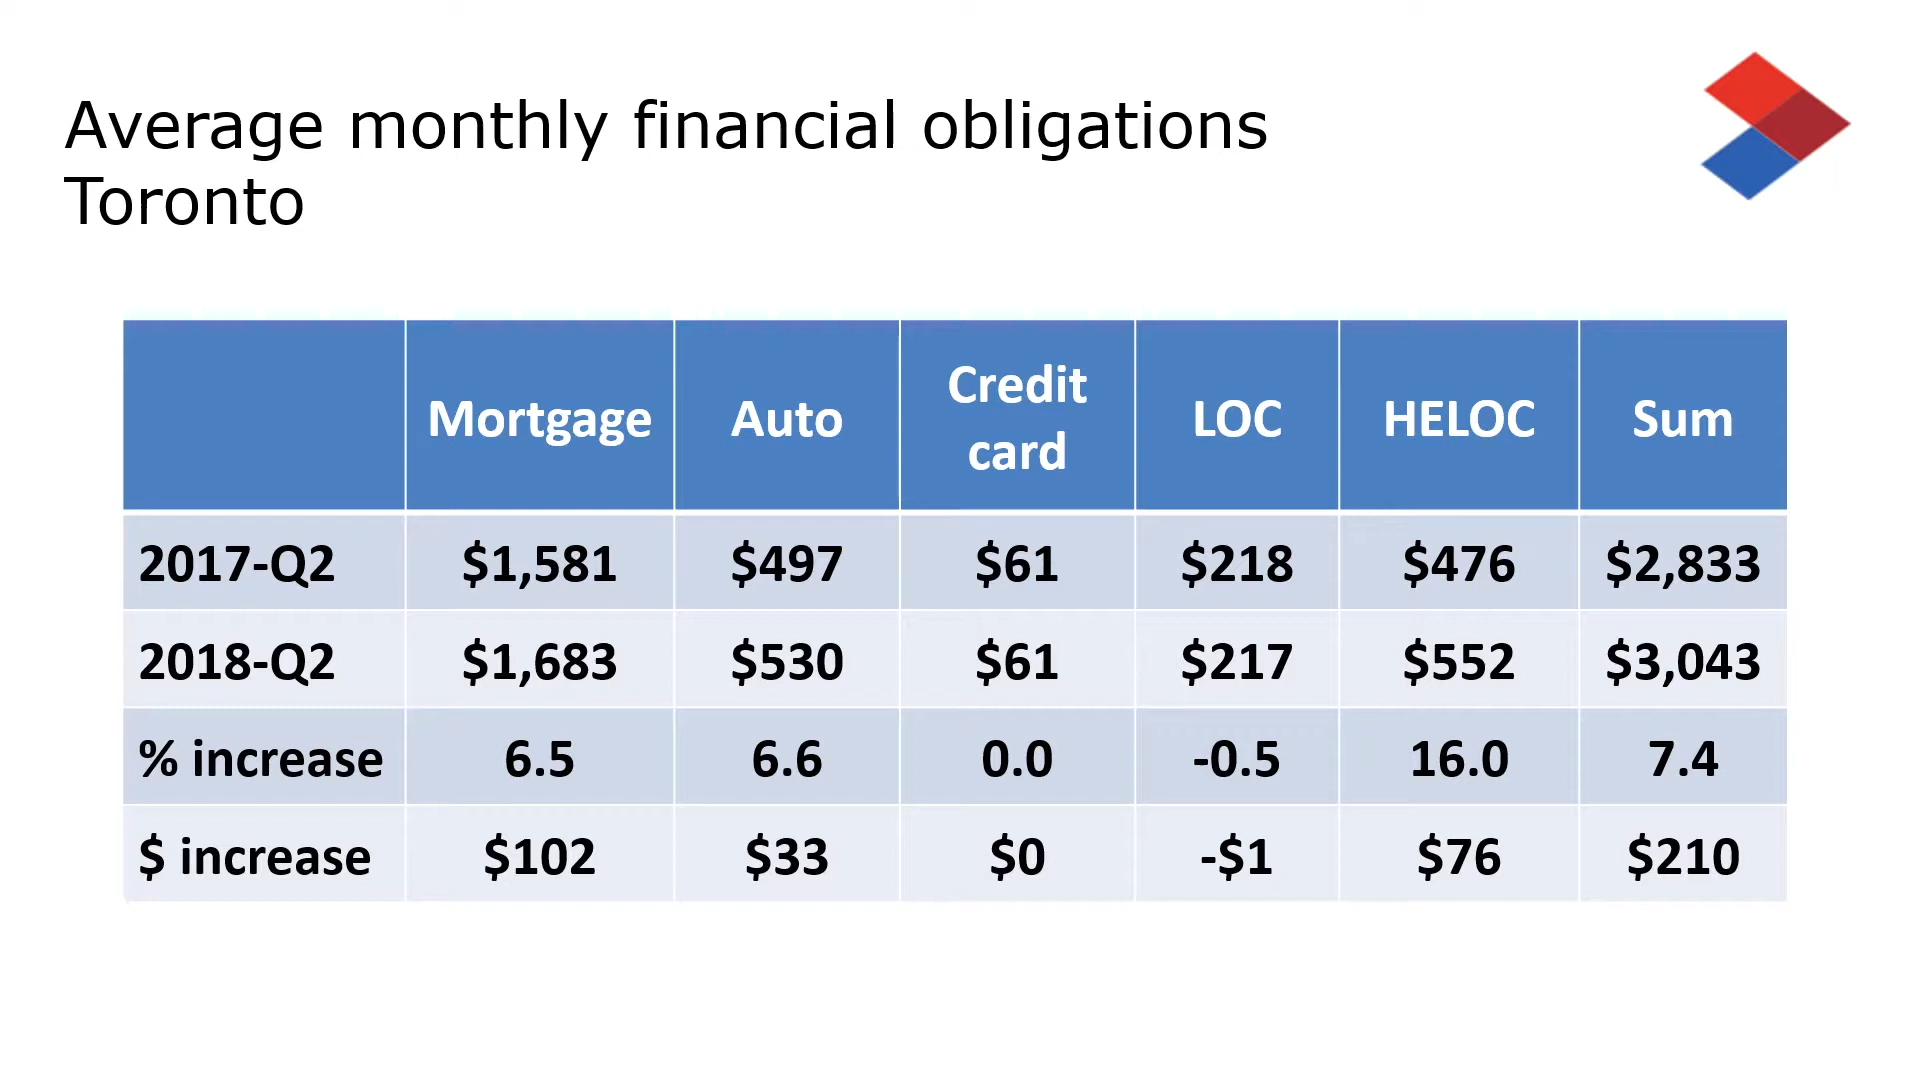 Average monthly financial obligations
Toronto
Mortgage Auto Credit card LOC HELOC Sum
2017-Q2 $1,581 $497 $61 $218 $476 $2,833
2018-Q2 $1,683 $530 $61 $217 $552 $3,043
% increase 6.5 6.6 0.0 -0.5 16.0 7.4
$ increase $102 $33 $0 -$1 $76 $210